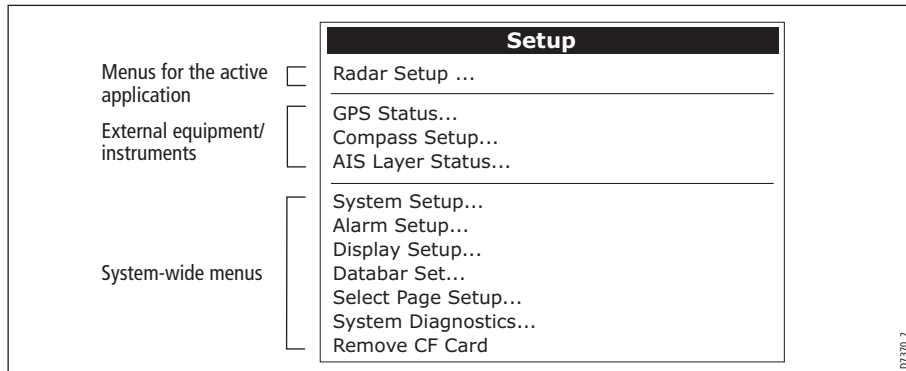 Setup
Menus for the active
application
Radar Setup ...
External equipment/
instruments
GPS Status...
Compass Setup...
AIS Layer Status...
System-wide menus
System Setup...
Alarm Setup...
Display Setup...
Databar Set...
Select Page Setup...
System Diagnostics...
Remove CF Card
D7370_2